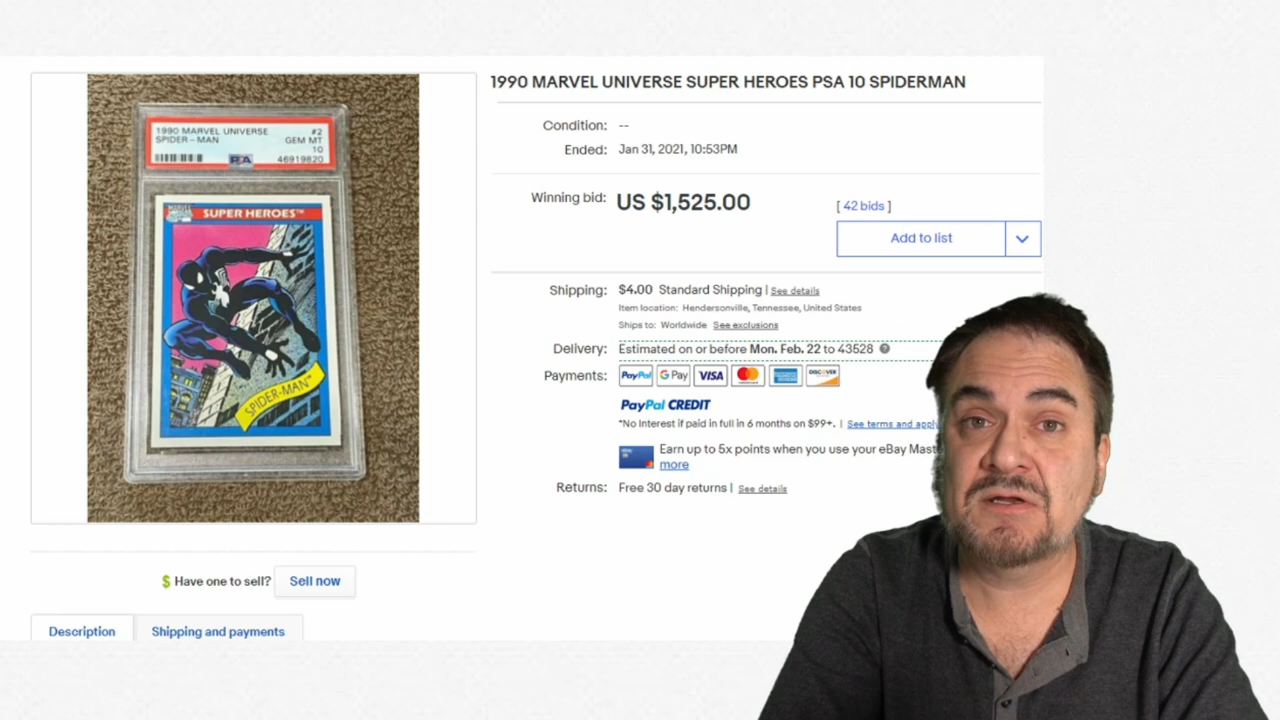 1990 MARVEL UNIVERSE SUPER HEROES PSA 10 SPIDERMAN
1990 MARVEL UNIVERSE #2
SPIDER-MAN GEM MT
10
PSA 46919820
MARVEL
SUPER HEROES™
SPIDER-MAN™
Condition: --
Ended: Jan 31, 2021, 10:53PM
Winning bid: US $1,525.00
[ 42 bids ]
Add to list
Shipping: $4.00 Standard Shipping | See details
Item location: Hendersonville, Tennessee, United States
Ships to: Worldwide See exclusions
Delivery: Estimated on or before Mon. Feb. 22 to 43528
Payments: PayPal G Pay VISA mastercard DISCOVER
PayPal CREDIT
*No Interest if paid in full in 6 months on $99+. | See terms and
Earn up to 5x points when you use your eBay
more
Returns: Free 30 day returns | See details
$ Have one to sell? Sell now
Description Shipping and payments